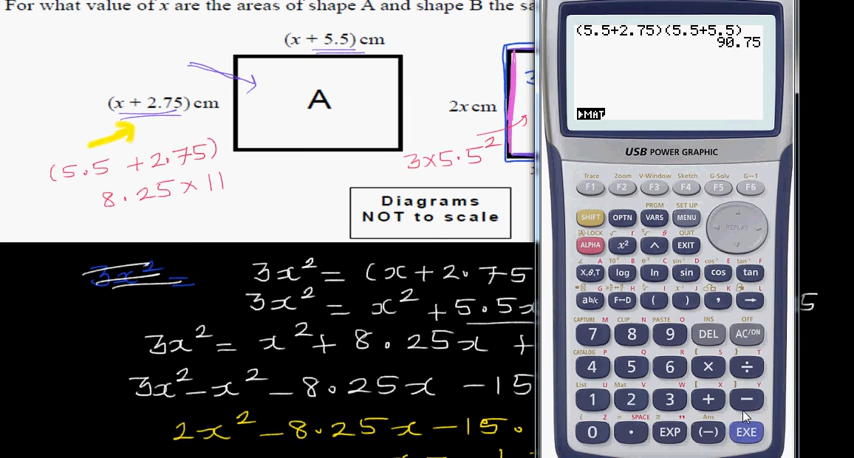 For what value of x are the areas of shape A and shape B the sa
(x + 5.5) cm
(x + 2.75) cm
A
2x cm
(5.5 + 2.75)
8.25 × 11
3 × 5.5²
Diagrams
NOT to scale
3x² =
3x² = (x + 2.75
3x² = x² + 5.5x
3x² = x² + 8.25x +
5
3x² - x² - 8.25x - 15
2x² - 8.25x - 15.
(5.5+2.75)(5.5+5.5)
90.75
▶MAT
USB POWER GRAPHIC
Trace Zoom V-Window Sketch G-Solv G↔T
F1 F2 F3 F4 F5 F6
PRGM SET UP
SHIFT OPTN VARS MENU
REPLAY
A-LOCK QUIT
ALPHA x² ^ EXIT
X,θ,T log ln sin cos tan
a b/c F↔D ( ) , →
CAPTURE CLIP PASTE INS OFF
7 8 9 DEL AC/ON
CATALOG
4 5 6 × ÷
List Mat
1 2 3 + −
SPACE Ans
0 . EXP (−) EXE